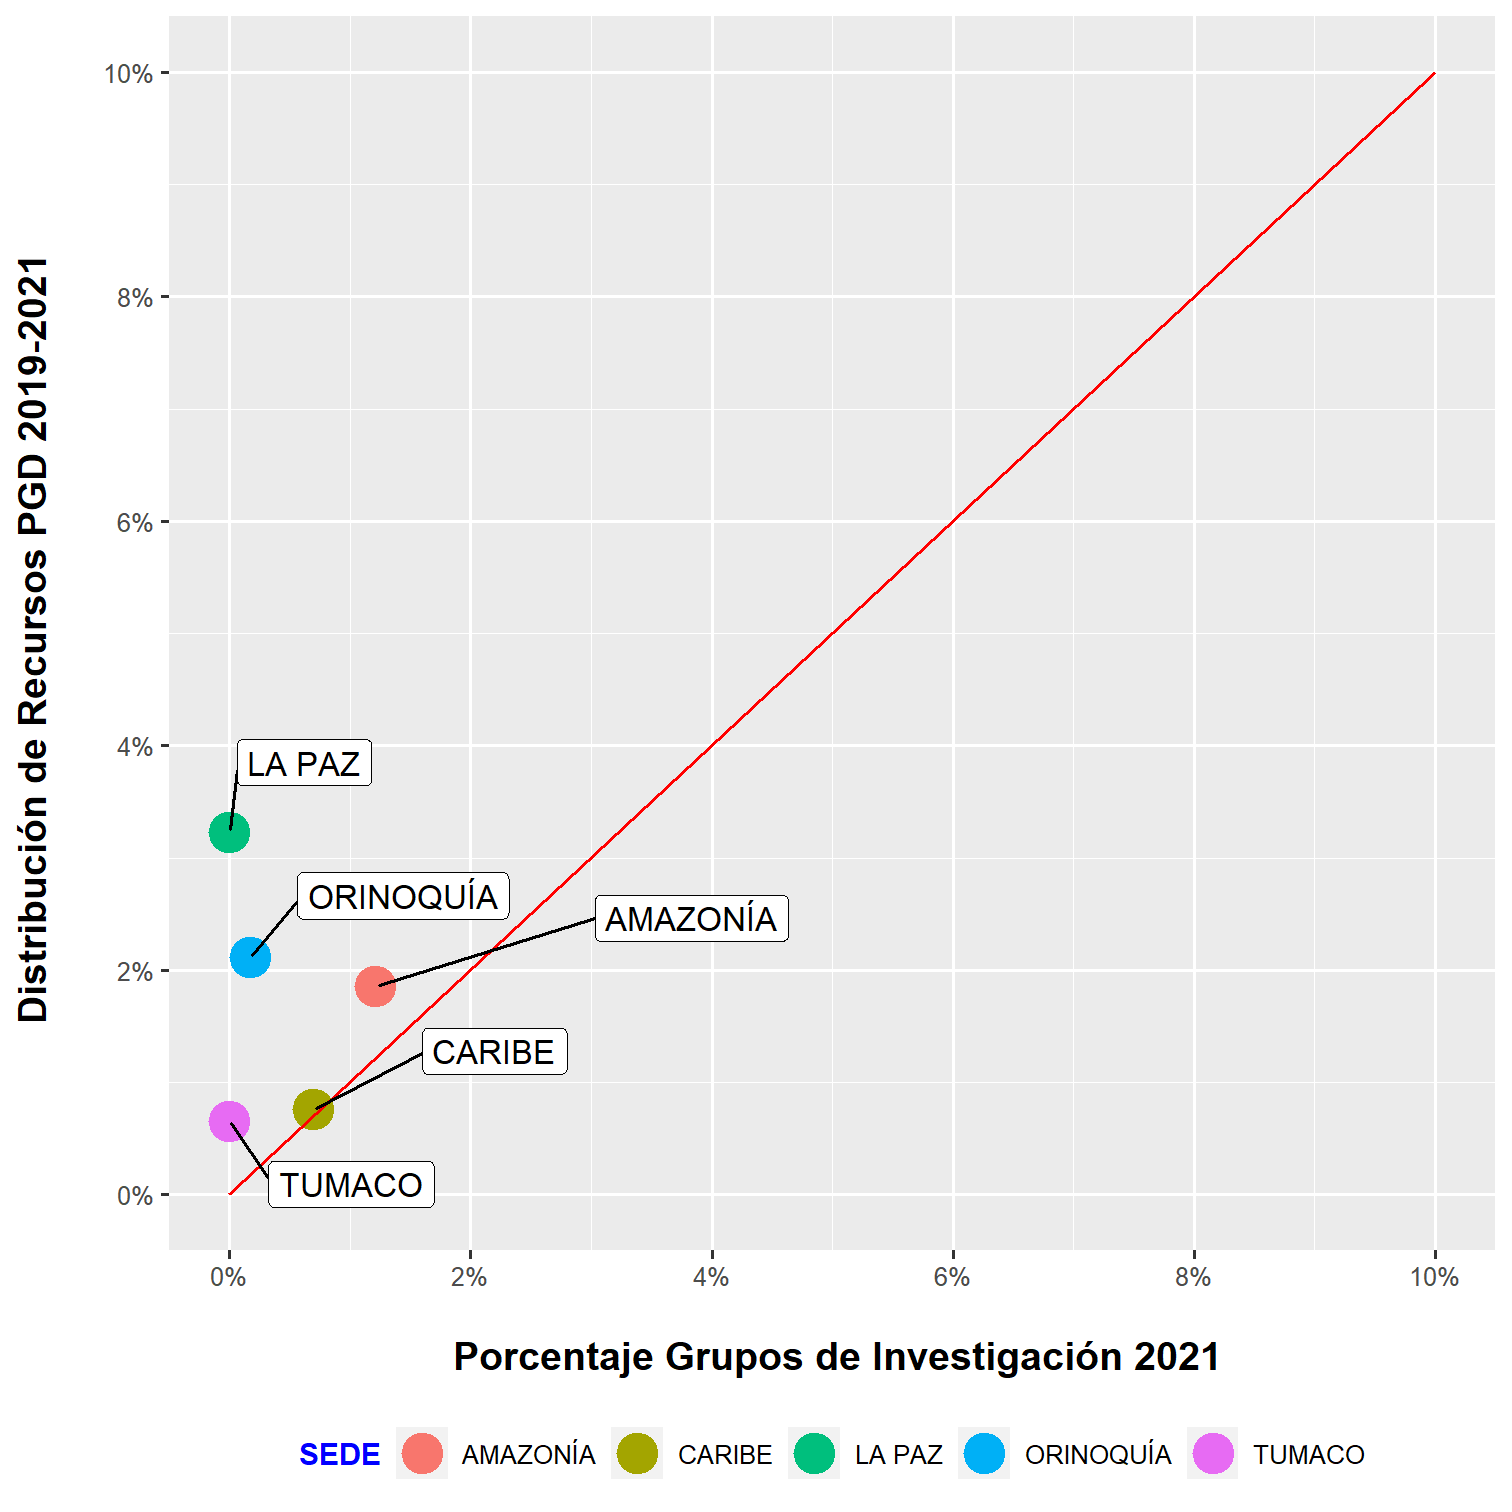 Distribución de Recursos PGD 2019-2021
10%
8%
6%
4%
2%
0%
LA PAZ
ORINOQUÍA
AMAZONÍA
CARIBE
TUMACO
0%
2%
4%
6%
8%
10%
Porcentaje Grupos de Investigación 2021
SEDE AMAZONÍA CARIBE LA PAZ ORINOQUÍA TUMACO